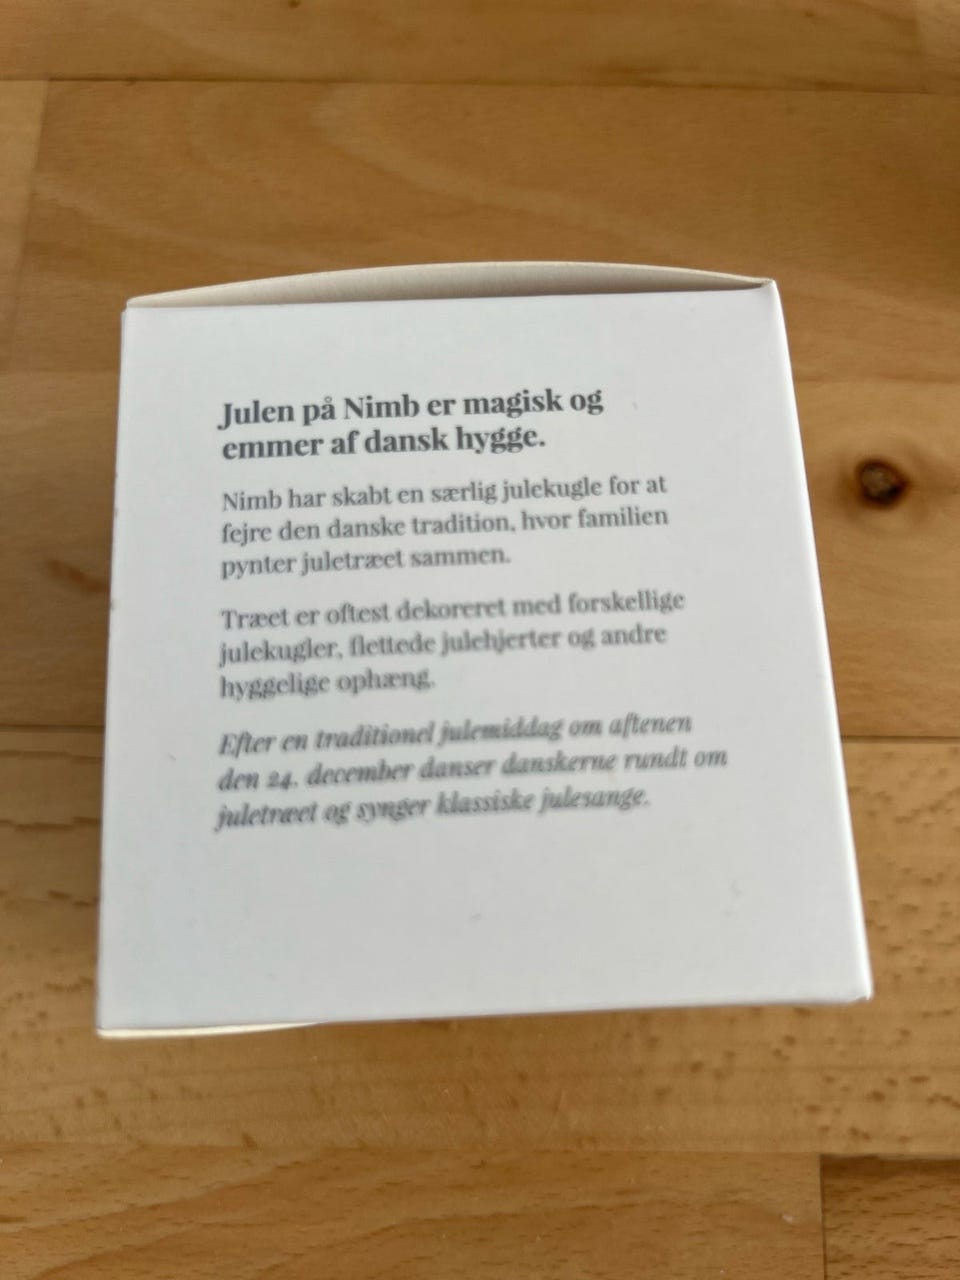 Julen på Nimb er magisk og
emmer af dansk hygge.
Nimb har skabt en særlig julekugle for at
fejre den danske tradition, hvor familien
pynter juletræet sammen.
Træet er oftest dekoreret med forskellige
julekugler, flettede julehjerter og andre
hyggelige ophæng.
Efter en traditionel julemiddag om aftenen
den 24. december danser danskerne rundt om
juletræet og synger klassiske julesange.